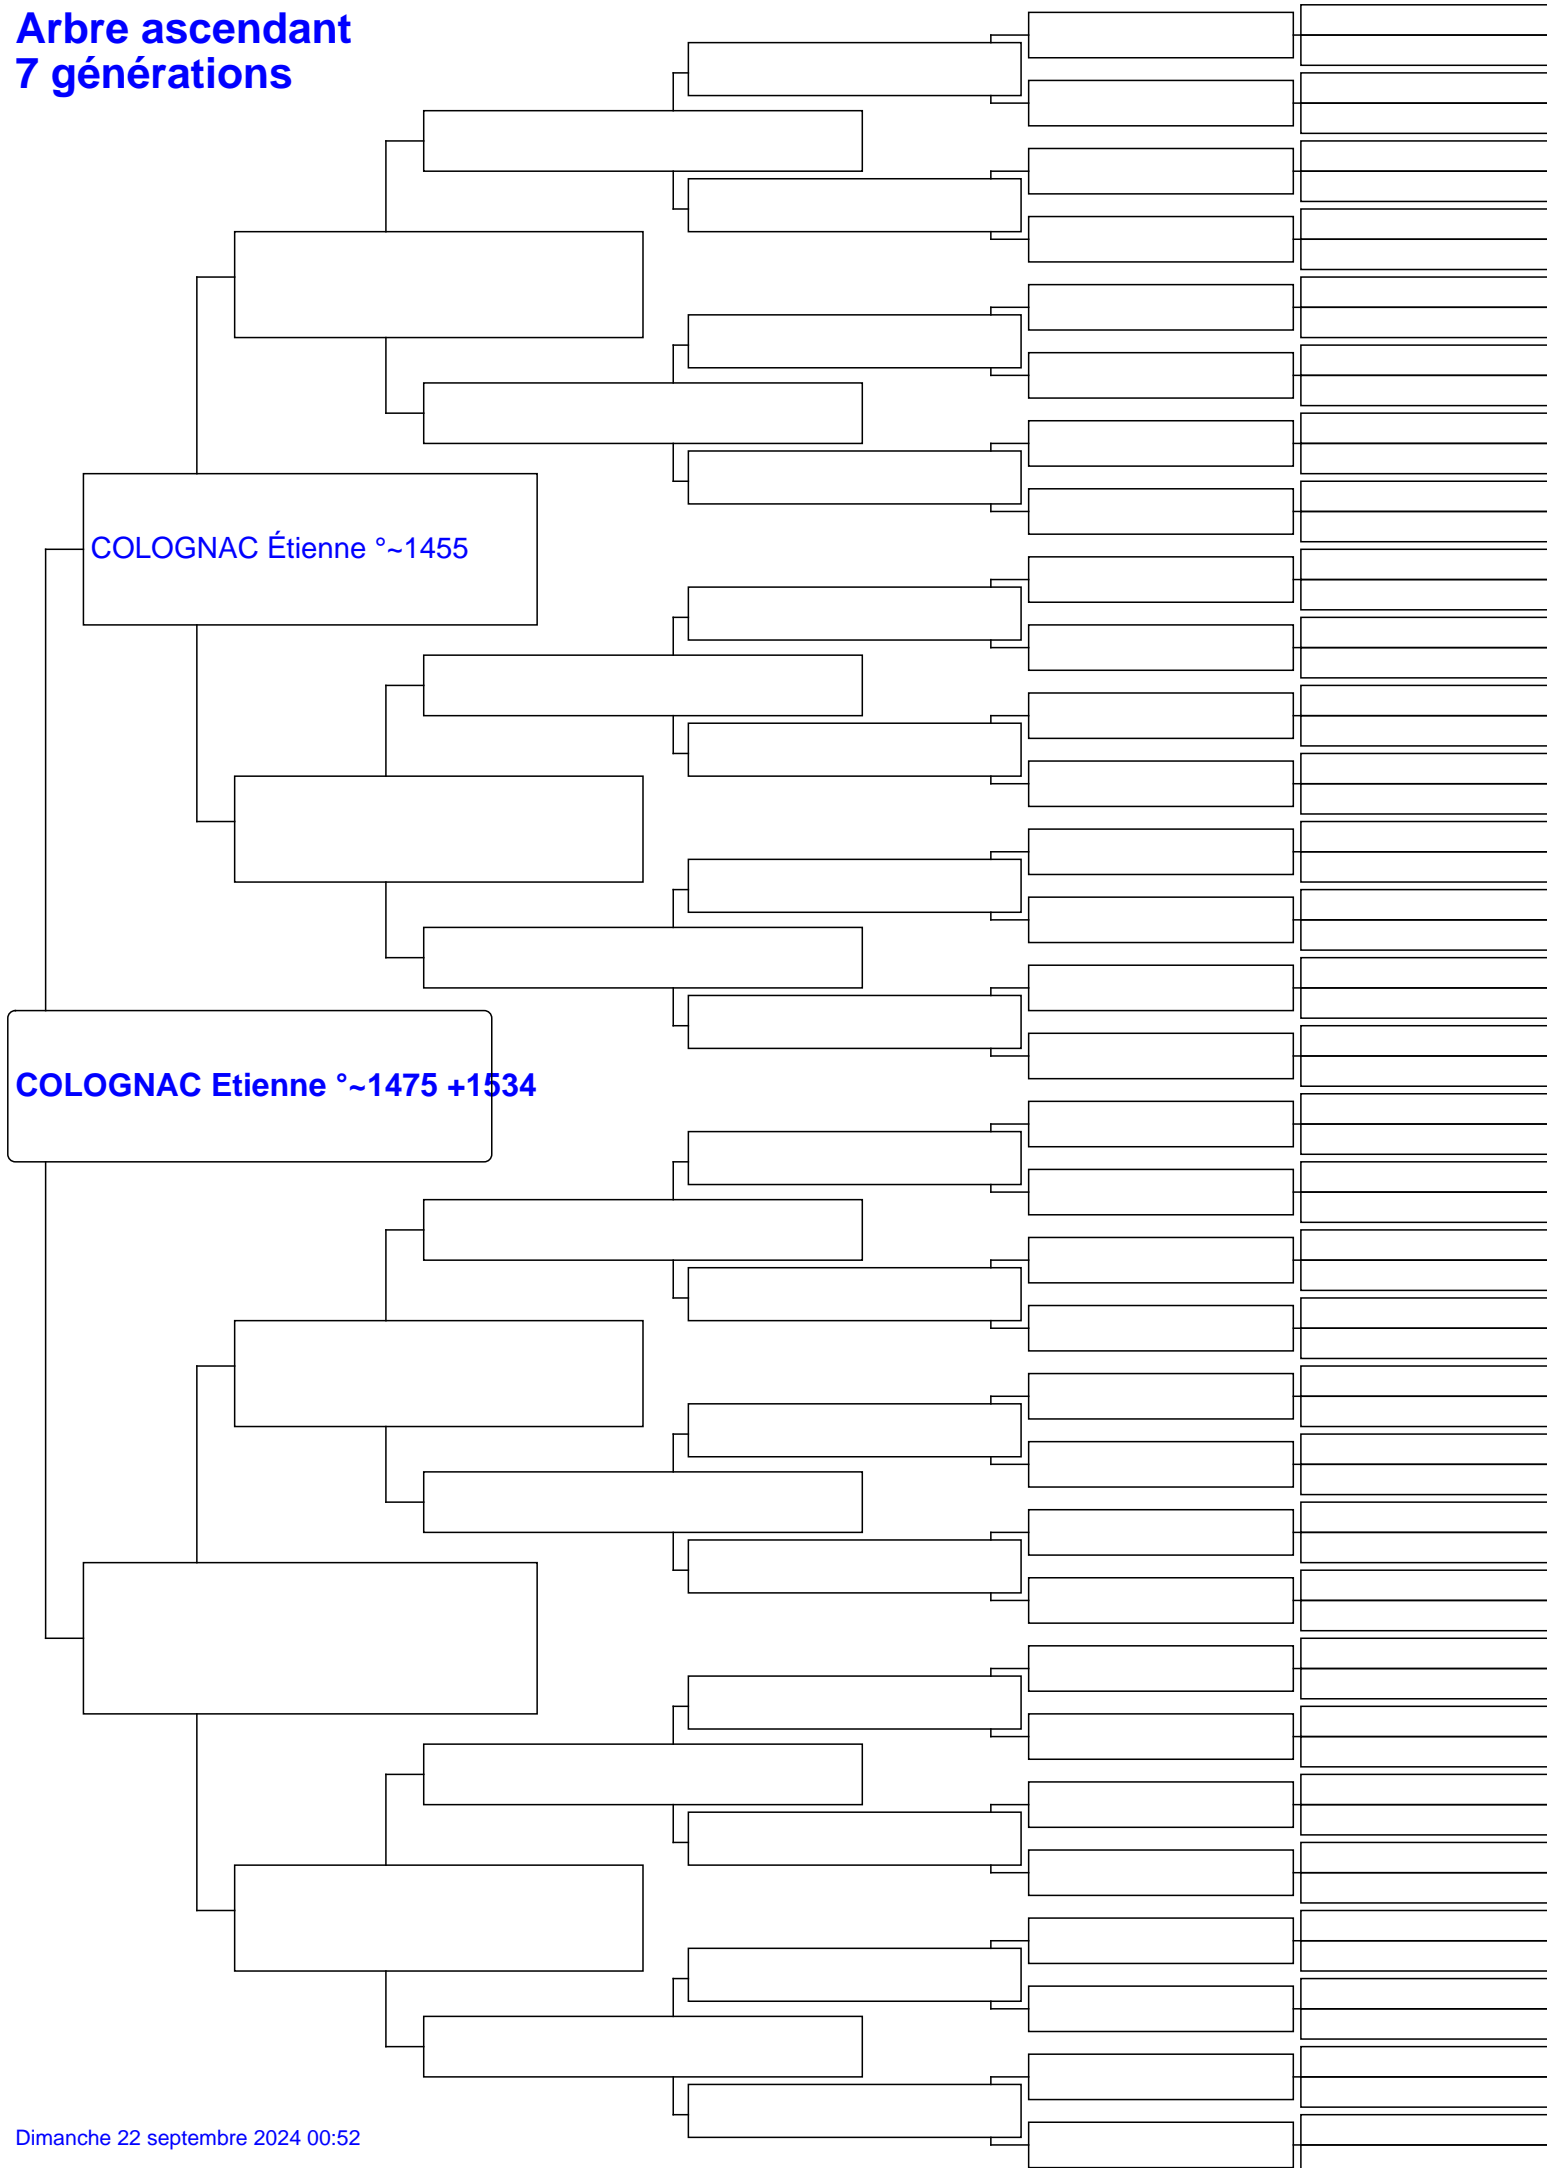 Arbre ascendant
7 générations
COLOGNAC Étienne °~1455
COLOGNAC Etienne °~1475 +1534
Dimanche 22 septembre 2024 00:52